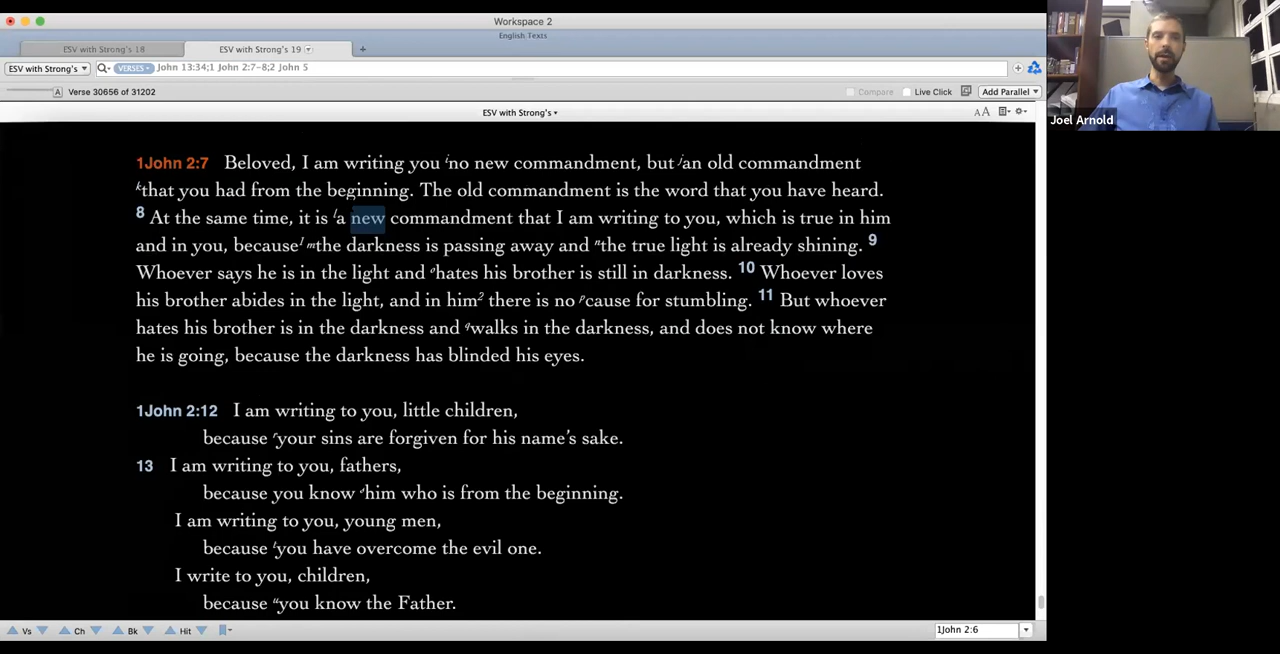 Workspace 2
English Texts
ESV with Strong's 18
ESV with Strong's 19
ESV with Strong's
VERSES
John 13:34;1 John 2:7-8;2 John 5
A Verse 30656 of 31202
Compare
Live Click
Add Parallel
ESV with Strong's
AA
Joel Arnold
1John 2:7 Beloved, I am writing you i no new commandment, but j an old commandment
k that you had from the beginning. The old commandment is the word that you have heard.
8 At the same time, it is l a new commandment that I am writing to you, which is true in him
and in you, because 1 m the darkness is passing away and n the true light is already shining. 9
Whoever says he is in the light and o hates his brother is still in darkness. 10 Whoever loves
his brother abides in the light, and in him 2 there is no p cause for stumbling. 11 But whoever
hates his brother is in the darkness and q walks in the darkness, and does not know where
he is going, because the darkness has blinded his eyes.
1John 2:12 I am writing to you, little children,
because r your sins are forgiven for his name's sake.
13 I am writing to you, fathers,
because you know s him who is from the beginning.
I am writing to you, young men,
because t you have overcome the evil one.
I write to you, children,
because u you know the Father.
Vs
Ch
Bk
Hit
1John 2:6